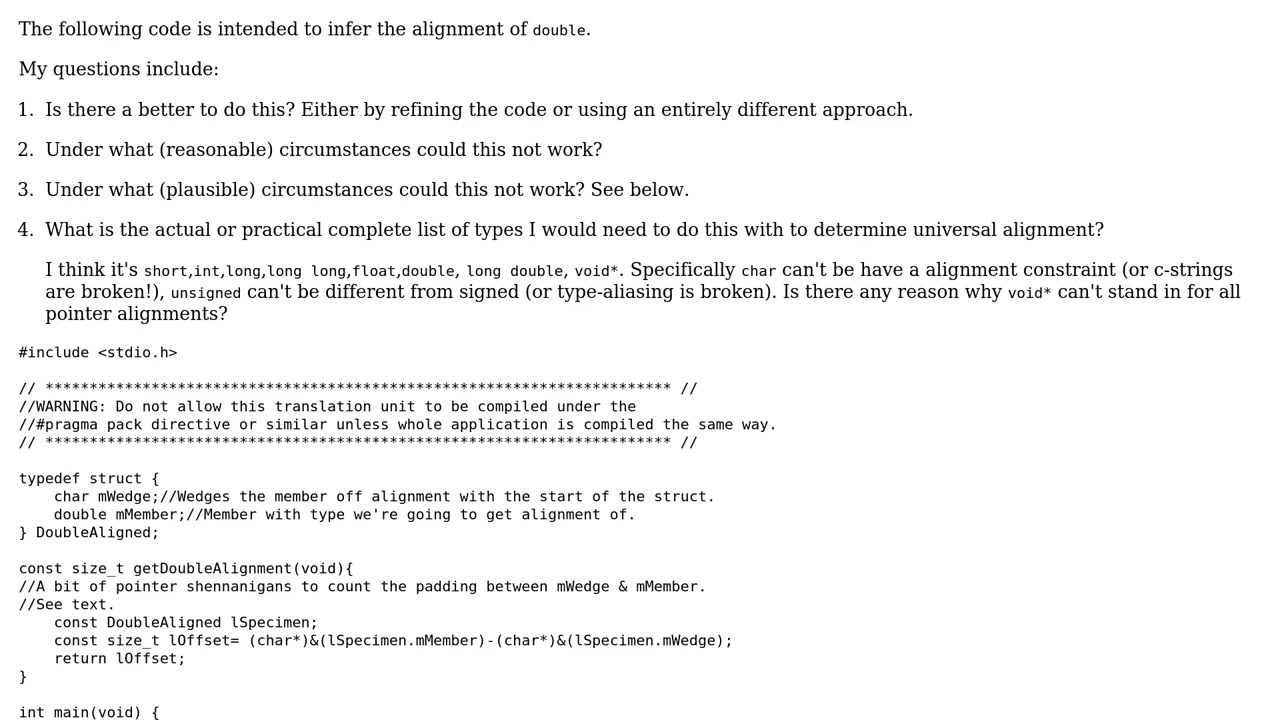 The following code is intended to infer the alignment of double.
My questions include:
1. Is there a better to do this? Either by refining the code or using an entirely different approach.
2. Under what (reasonable) circumstances could this not work?
3. Under what (plausible) circumstances could this not work? See below.
4. What is the actual or practical complete list of types I would need to do this with to determine universal alignment?
I think it's short,int,long,long long,float,double, long double, void*. Specifically char can't be have a alignment constraint (or c-strings
are broken!), unsigned can't be different from signed (or type-aliasing is broken). Is there any reason why void* can't stand in for all
pointer alignments?
#include <stdio.h>
// *********************************************************************** //
//WARNING: Do not allow this translation unit to be compiled under the
//#pragma pack directive or similar unless whole application is compiled the same way.
// *********************************************************************** //
typedef struct {
    char mWedge;//Wedges the member off alignment with the start of the struct.
    double mMember;//Member with type we're going to get alignment of.
} DoubleAligned;
const size_t getDoubleAlignment(void){
//A bit of pointer shennanigans to count the padding between mWedge & mMember.
//See text.
    const DoubleAligned lSpecimen;
    const size_t lOffset= (char*)&(lSpecimen.mMember)-(char*)&(lSpecimen.mWedge);
    return lOffset;
}
int main(void) {